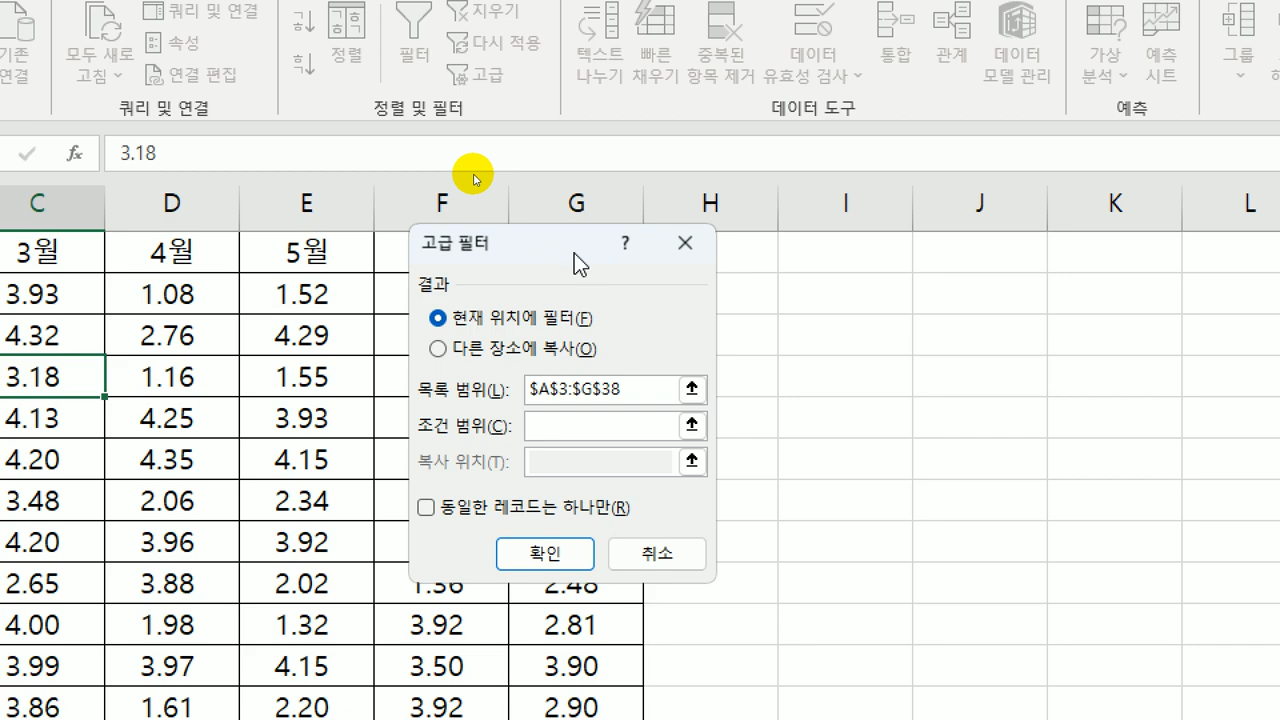 기존
연결
모두 새로
고침
쿼리 및 연결
속성
연결 편집
쿼리 및 연결
정렬
필터
지우기
다시 적용
고급
정렬 및 필터
텍스트
나누기
빠른
채우기
중복된
항목 제거
데이터
유효성 검사
통합
관계
데이터
모델 관리
데이터 도구
가상
분석
예측
시트
예측
그룹
fx 3.18
C D E F G H I J K L
3월 4월 5월
3.93 1.08 1.52
4.32 2.76 4.29
3.18 1.16 1.55
4.13 4.25 3.93
4.20 4.35 4.15
3.48 2.06 2.34
4.20 3.96 3.92
2.65 3.88 2.02 1.36 2.48
4.00 1.98 1.32 3.92 2.81
3.99 3.97 4.15 3.50 3.90
3.86 1.61 2.20 3.92 2.90
고급 필터 ?
결과
현재 위치에 필터(F)
다른 장소에 복사(O)
목록 범위(L): $A$3:$G$38
조건 범위(C):
복사 위치(T):
동일한 레코드는 하나만(R)
확인 취소